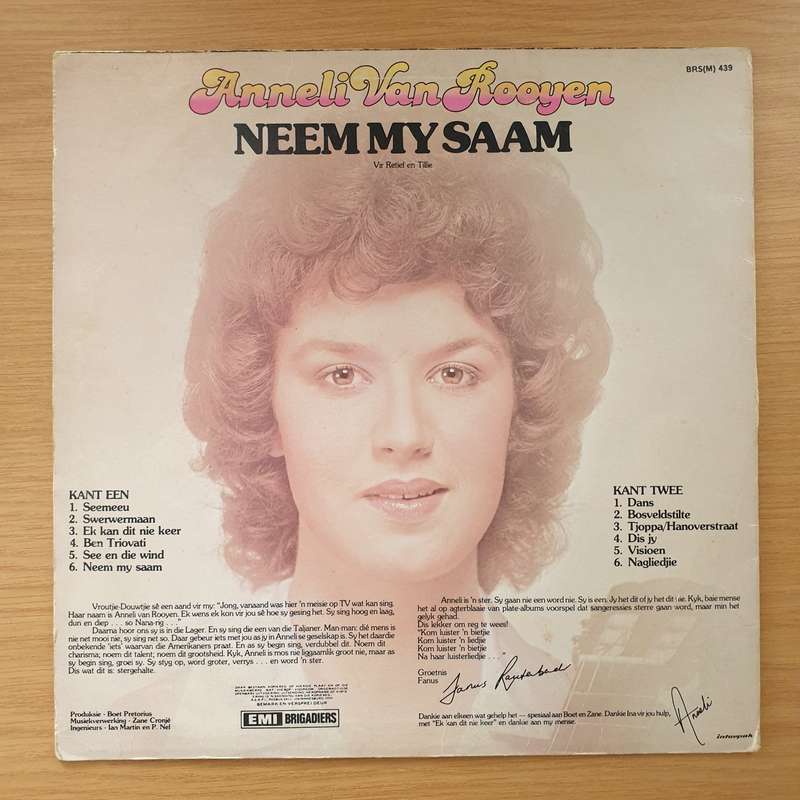 BRS(M) 439
Anneli Van Rooyen
NEEM MY SAAM
Vir Retief en Tillie
KANT EEN
1. Seemeeu
2. Swerwermaan
3. Ek kan dit nie keer
4. Ben Triovati
5. See en die wind
6. Neem my saam
KANT TWEE
1. Dans
2. Bosveldstilte
3. Tjoppa/Hanoverstraat
4. Dis jy
5. Visioen
6. Nagliedjie
Vroutjie-Douwtjie sê een aand vir my: "Jong, vanaand was hier 'n meisie op TV wat kan sing.
Haar naam is Anneli van Rooyen. Ek wens ek kon vir jou sê hoe sy gesing het. Sy sing hoog en laag,
dun en diep . . . so Nana-rig . . ."
Daarna hoor ons sy is in die Lager. En sy sing die een van die Taljaner. Man-man: dié mens is
nie net mooi nie, sy sing net so. Daar gebeur iets met jou as jy in Anneli se geselskap is. Sy het daardie
onbekende 'iets' waarvan die Amerikaners praat. En as sy begin sing, verdubbel dit. Noem dit
charisma; noem dit talent; noem dit grootsheid. Kyk, Anneli is mos nie liggaamlik groot nie, maar as
sy begin sing, groei sy. Sy styg op, word groter, verrys . . . en word 'n ster.
Dis wat dit is: stergehalte.
Anneli is 'n ster. Sy gaan nie een word nie. Sy is een. Jy het dit of jy het dit nie. Kyk, baie mense
het al op agterblaaie van plate-albums voorspel dat sangeressies sterre gaan word, maar min het
gelyk gehad.
Dis lekker om reg te wees!
"Kom luister 'n bietjie
Kom luister 'n liedjie
Kom luister 'n bietjie
Na haar luisterliedjie . . ."
Groetnis
Fanus
Fanus Rautenbach
BEMARK EN VERSPREI DEUR
EMI BRIGADIERS
Produksie - Boet Pretorius
Musiekverwerking - Zane Cronjé
Ingenieurs - Ian Martin en P. Nel
Dankie aan elkeen wat gehelp het — spesiaal aan Boet en Zane. Dankie Ina vir jou hulp,
met "Ek kan dit nie keer" en dankie aan my mense.
Anneli
interpak